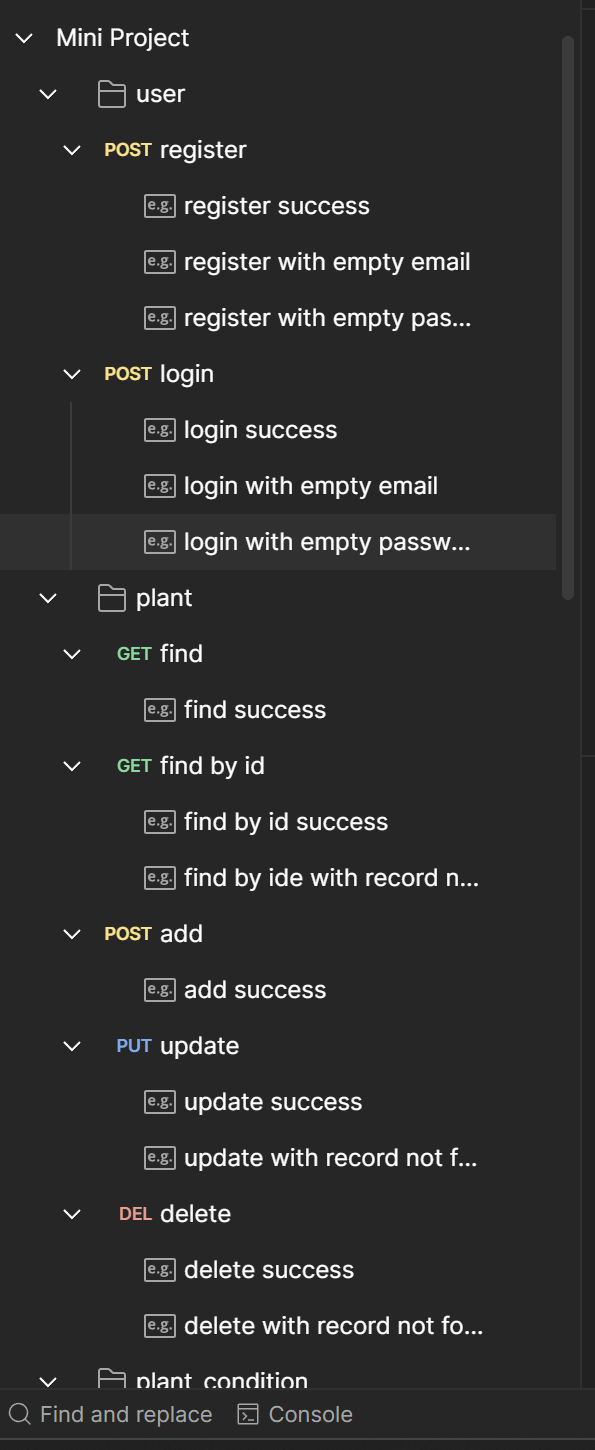 Mini Project
user
POST register
e.g. register success
e.g. register with empty email
e.g. register with empty pas...
POST login
e.g. login success
e.g. login with empty email
e.g. login with empty passw...
plant
GET find
e.g. find success
GET find by id
e.g. find by id success
e.g. find by ide with record n...
POST add
e.g. add success
PUT update
e.g. update success
e.g. update with record not f...
DEL delete
e.g. delete success
e.g. delete with record not fo...
plant_condition
Find and replace Console